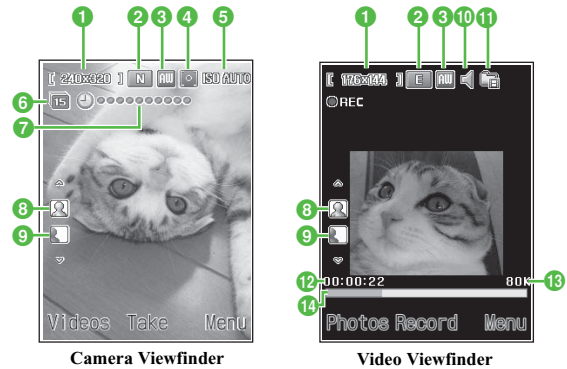 1 2 3 4 5
[ 240x320 ] N AW ISO AUTO
6 15
7
8
9
Videos Take Menu
Camera Viewfinder
1 2 3 10 11
[ 176x144 ] E AW
REC
8
9
12 00:00:22 80K 13
14
Photos Record Menu
Video Viewfinder